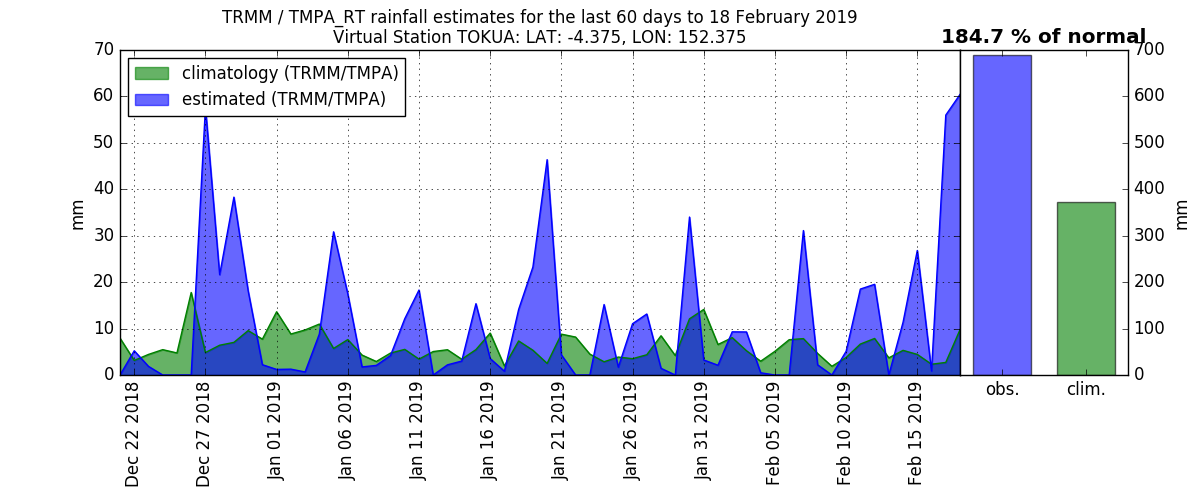 TRMM / TMPA_RT rainfall estimates for the last 60 days to 18 February 2019
Virtual Station TOKUA: LAT: -4.375, LON: 152.375
184.7 % of normal
climatology (TRMM/TMPA)
estimated (TRMM/TMPA)
70
60
50
40
30
20
10
0
mm
700
600
500
400
300
200
100
0
mm
Dec 22 2018
Dec 27 2018
Jan 01 2019
Jan 06 2019
Jan 11 2019
Jan 16 2019
Jan 21 2019
Jan 26 2019
Jan 31 2019
Feb 05 2019
Feb 10 2019
Feb 15 2019
obs.
clim.